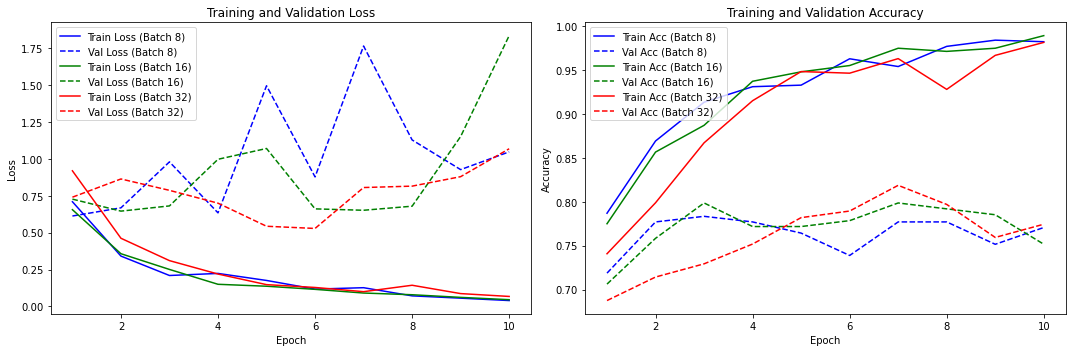 Training and Validation Loss
Train Loss (Batch 8)
Val Loss (Batch 8)
Train Loss (Batch 16)
Val Loss (Batch 16)
Train Loss (Batch 32)
Val Loss (Batch 32)
1.75
1.50
1.25
1.00
0.75
0.50
0.25
0.00
Loss
2 4 6 8 10
Epoch
Training and Validation Accuracy
Train Acc (Batch 8)
Val Acc (Batch 8)
Train Acc (Batch 16)
Val Acc (Batch 16)
Train Acc (Batch 32)
Val Acc (Batch 32)
1.00
0.95
0.90
0.85
0.80
0.75
0.70
Accuracy
2 4 6 8 10
Epoch